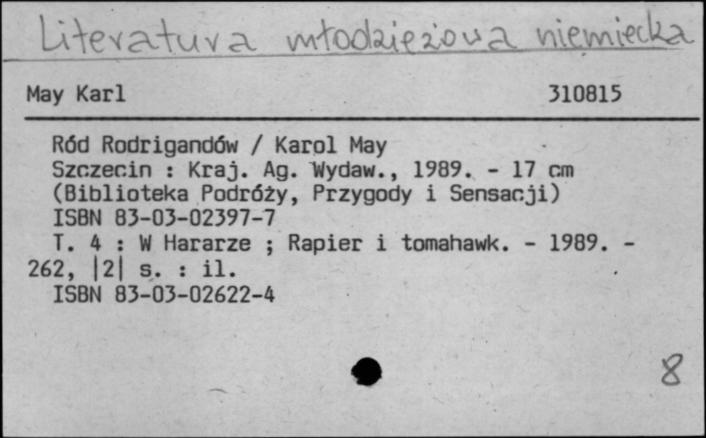 Literatura młodzieżowa niemiecka
May Karl 310815
Ród Rodrigandów / Karol May
Szczecin : Kraj. Ag. Wydaw., 1989. - 17 cm
(Biblioteka Podróży, Przygody i Sensacji)
ISBN 83-03-02397-7
T. 4 : W Hararze ; Rapier i tomahawk. - 1989. -
262, |2| s. : il.
ISBN 83-03-02622-4
8